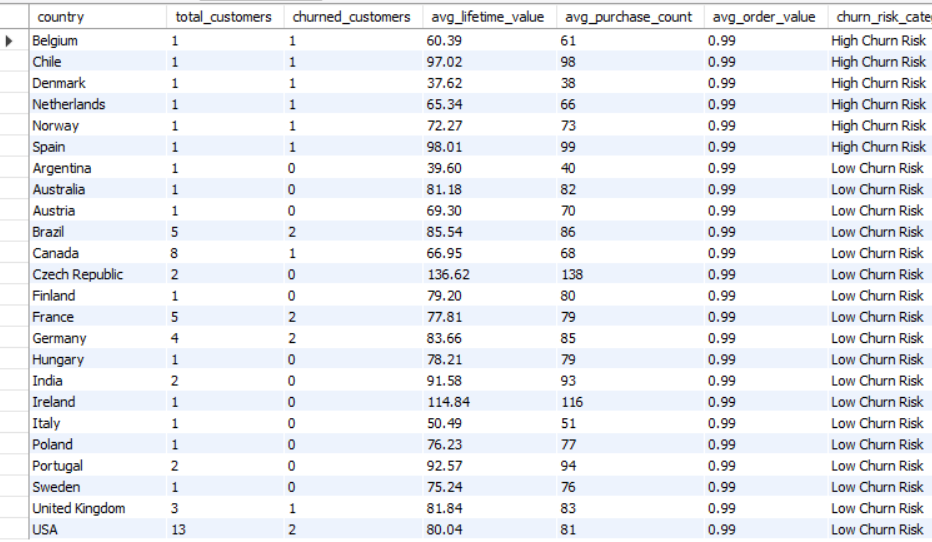 country total_customers churned_customers avg_lifetime_value avg_purchase_count avg_order_value churn_risk_cate
Belgium 1 1 60.39 61 0.99 High Churn Risk
Chile 1 1 97.02 98 0.99 High Churn Risk
Denmark 1 1 37.62 38 0.99 High Churn Risk
Netherlands 1 1 65.34 66 0.99 High Churn Risk
Norway 1 1 72.27 73 0.99 High Churn Risk
Spain 1 1 98.01 99 0.99 High Churn Risk
Argentina 1 0 39.60 40 0.99 Low Churn Risk
Australia 1 0 81.18 82 0.99 Low Churn Risk
Austria 1 0 69.30 70 0.99 Low Churn Risk
Brazil 5 2 85.54 86 0.99 Low Churn Risk
Canada 8 1 66.95 68 0.99 Low Churn Risk
Czech Republic 2 0 136.62 138 0.99 Low Churn Risk
Finland 1 0 79.20 80 0.99 Low Churn Risk
France 5 2 77.81 79 0.99 Low Churn Risk
Germany 4 2 83.66 85 0.99 Low Churn Risk
Hungary 1 0 78.21 79 0.99 Low Churn Risk
India 2 0 91.58 93 0.99 Low Churn Risk
Ireland 1 0 114.84 116 0.99 Low Churn Risk
Italy 1 0 50.49 51 0.99 Low Churn Risk
Poland 1 0 76.23 77 0.99 Low Churn Risk
Portugal 2 0 92.57 94 0.99 Low Churn Risk
Sweden 1 0 75.24 76 0.99 Low Churn Risk
United Kingdom 3 1 81.84 83 0.99 Low Churn Risk
USA 13 2 80.04 81 0.99 Low Churn Risk